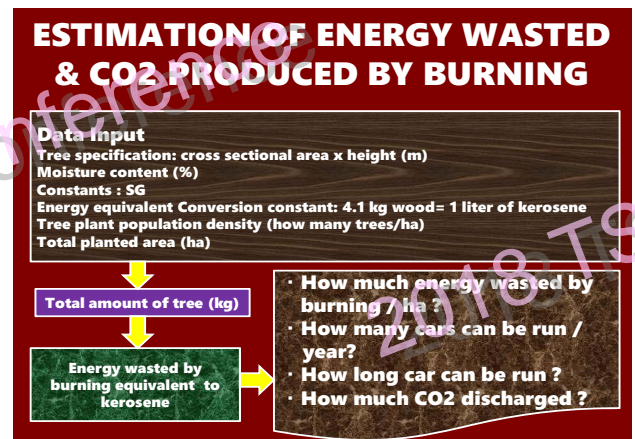 ESTIMATION OF ENERGY WASTED
& CO2 PRODUCED BY BURNING
Data Input
Tree specification: cross sectional area x height (m)
Moisture content (%)
Constants : SG
Energy equivalent Conversion constant: 4.1 kg wood= 1 liter of kerosene
Tree plant population density (how many trees/ha)
Total planted area (ha)
Total amount of tree (kg)
Energy wasted by
burning equivalent to
kerosene
· How much energy wasted by
burning / ha ?
· How many cars can be run /
year?
· How long car can be run ?
· How much CO2 discharged ?
2018 TS
nference